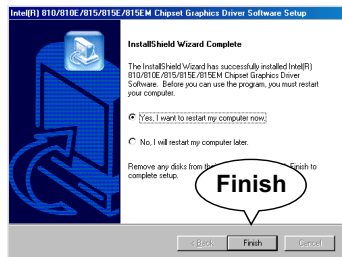 Intel(R) 810/810E/815/815E/815EM Chipset Graphics Driver Software Setup
InstallShield Wizard Complete
The InstallShield Wizard has successfully installed Intel(R)
810/810E/815/815E/815EM Chipset Graphics Driver
Software. Before you can use the program, you must restart
your computer.
Yes, I want to restart my computer now.
No, I will restart my computer later.
Remove any disks from Finish to
complete setup.
Finish
< Back Finish Cancel